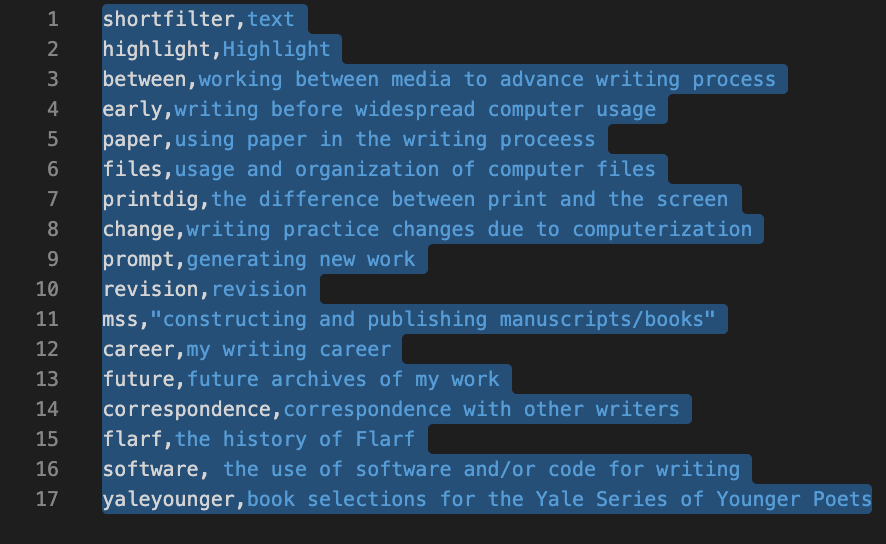 1 shortfilter,text
2 highlight,Highlight
3 between,working between media to advance writing process
4 early,writing before widespread computer usage
5 paper,using paper in the writing proceess
6 files,usage and organization of computer files
7 printdig,the difference between print and the screen
8 change,writing practice changes due to computerization
9 prompt,generating new work
10 revision,revision
11 mss,"constructing and publishing manuscripts/books"
12 career,my writing career
13 future,future archives of my work
14 correspondence,correspondence with other writers
15 flarf,the history of Flarf
16 software, the use of software and/or code for writing
17 yaleyounger,book selections for the Yale Series of Younger Poets